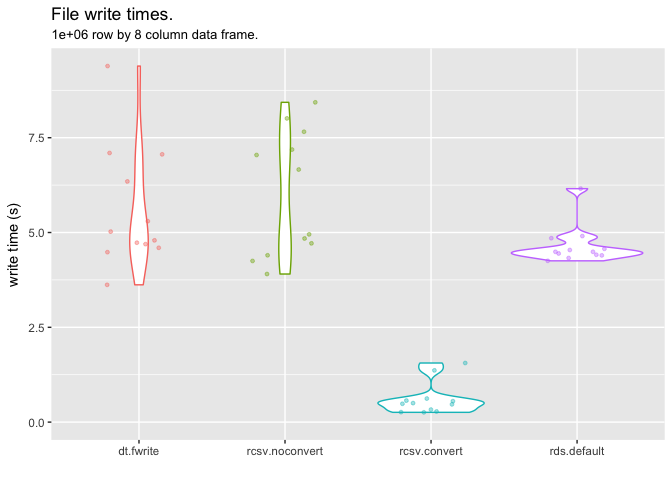 File write times.
1e+06 row by 8 column data frame.
write time (s)
7.5
5.0
2.5
0.0
dt.fwrite
rcsv.noconvert
rcsv.convert
rds.default